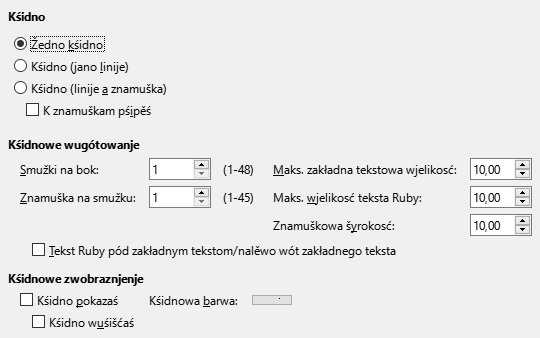 Kśidno
Žedno kśidno
Kśidno (jano linije)
Kśidno (linije a znamuška)
K znamuškam pśipěś
Kśidnowe wugótowanje
Smužki na bok: 1 (1-48) Maks. zakładna tekstowa wjelikosć: 10,00
Znamuška na smužku: 1 (1-45) Maks. wjelikosć teksta Ruby: 10,00
Znamuškowa šyrokosć: 10,00
Tekst Ruby pód zakładnym tekstom/nalěwo wót zakładnego teksta
Kśidnowe zwobraznjenje
Kśidno pokazaś Kśidnowa barwa:
Kśidno wuśišćaś